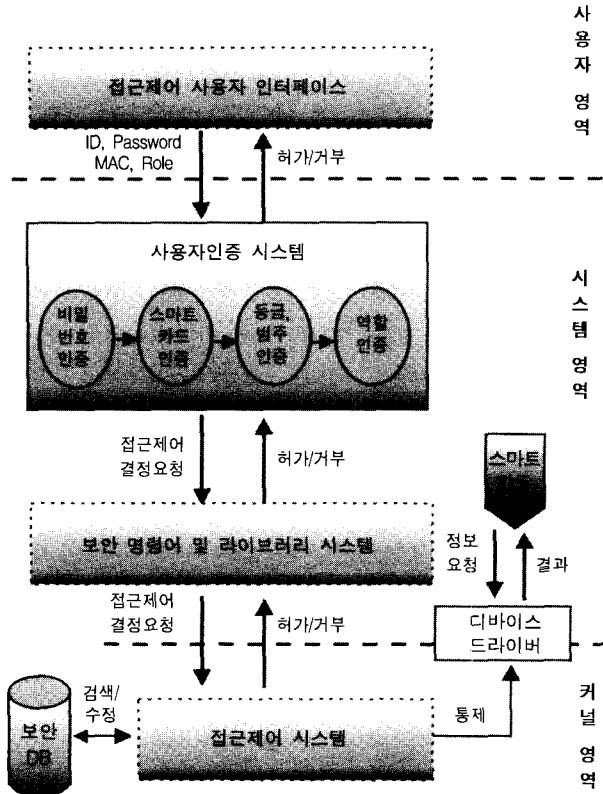 사
용
자
영
역
접근제어 사용자 인터페이스
ID, Password
MAC, Role
허가/거부
사용자인증 시스템
비밀
번호
인증
스마트
카드
인증
등급,
범주
인증
역할
인증
시
스
템
영
역
접근제어
결정요청
허가/거부
스마트
보안 명령어 및 라이브러리 시스템
정보
요청
결과
접근제어
결정요청
허가/거부
디바이스
드라이버
커
널
영
역
보안
DB
검색/
수정
접근제어 시스템
통제